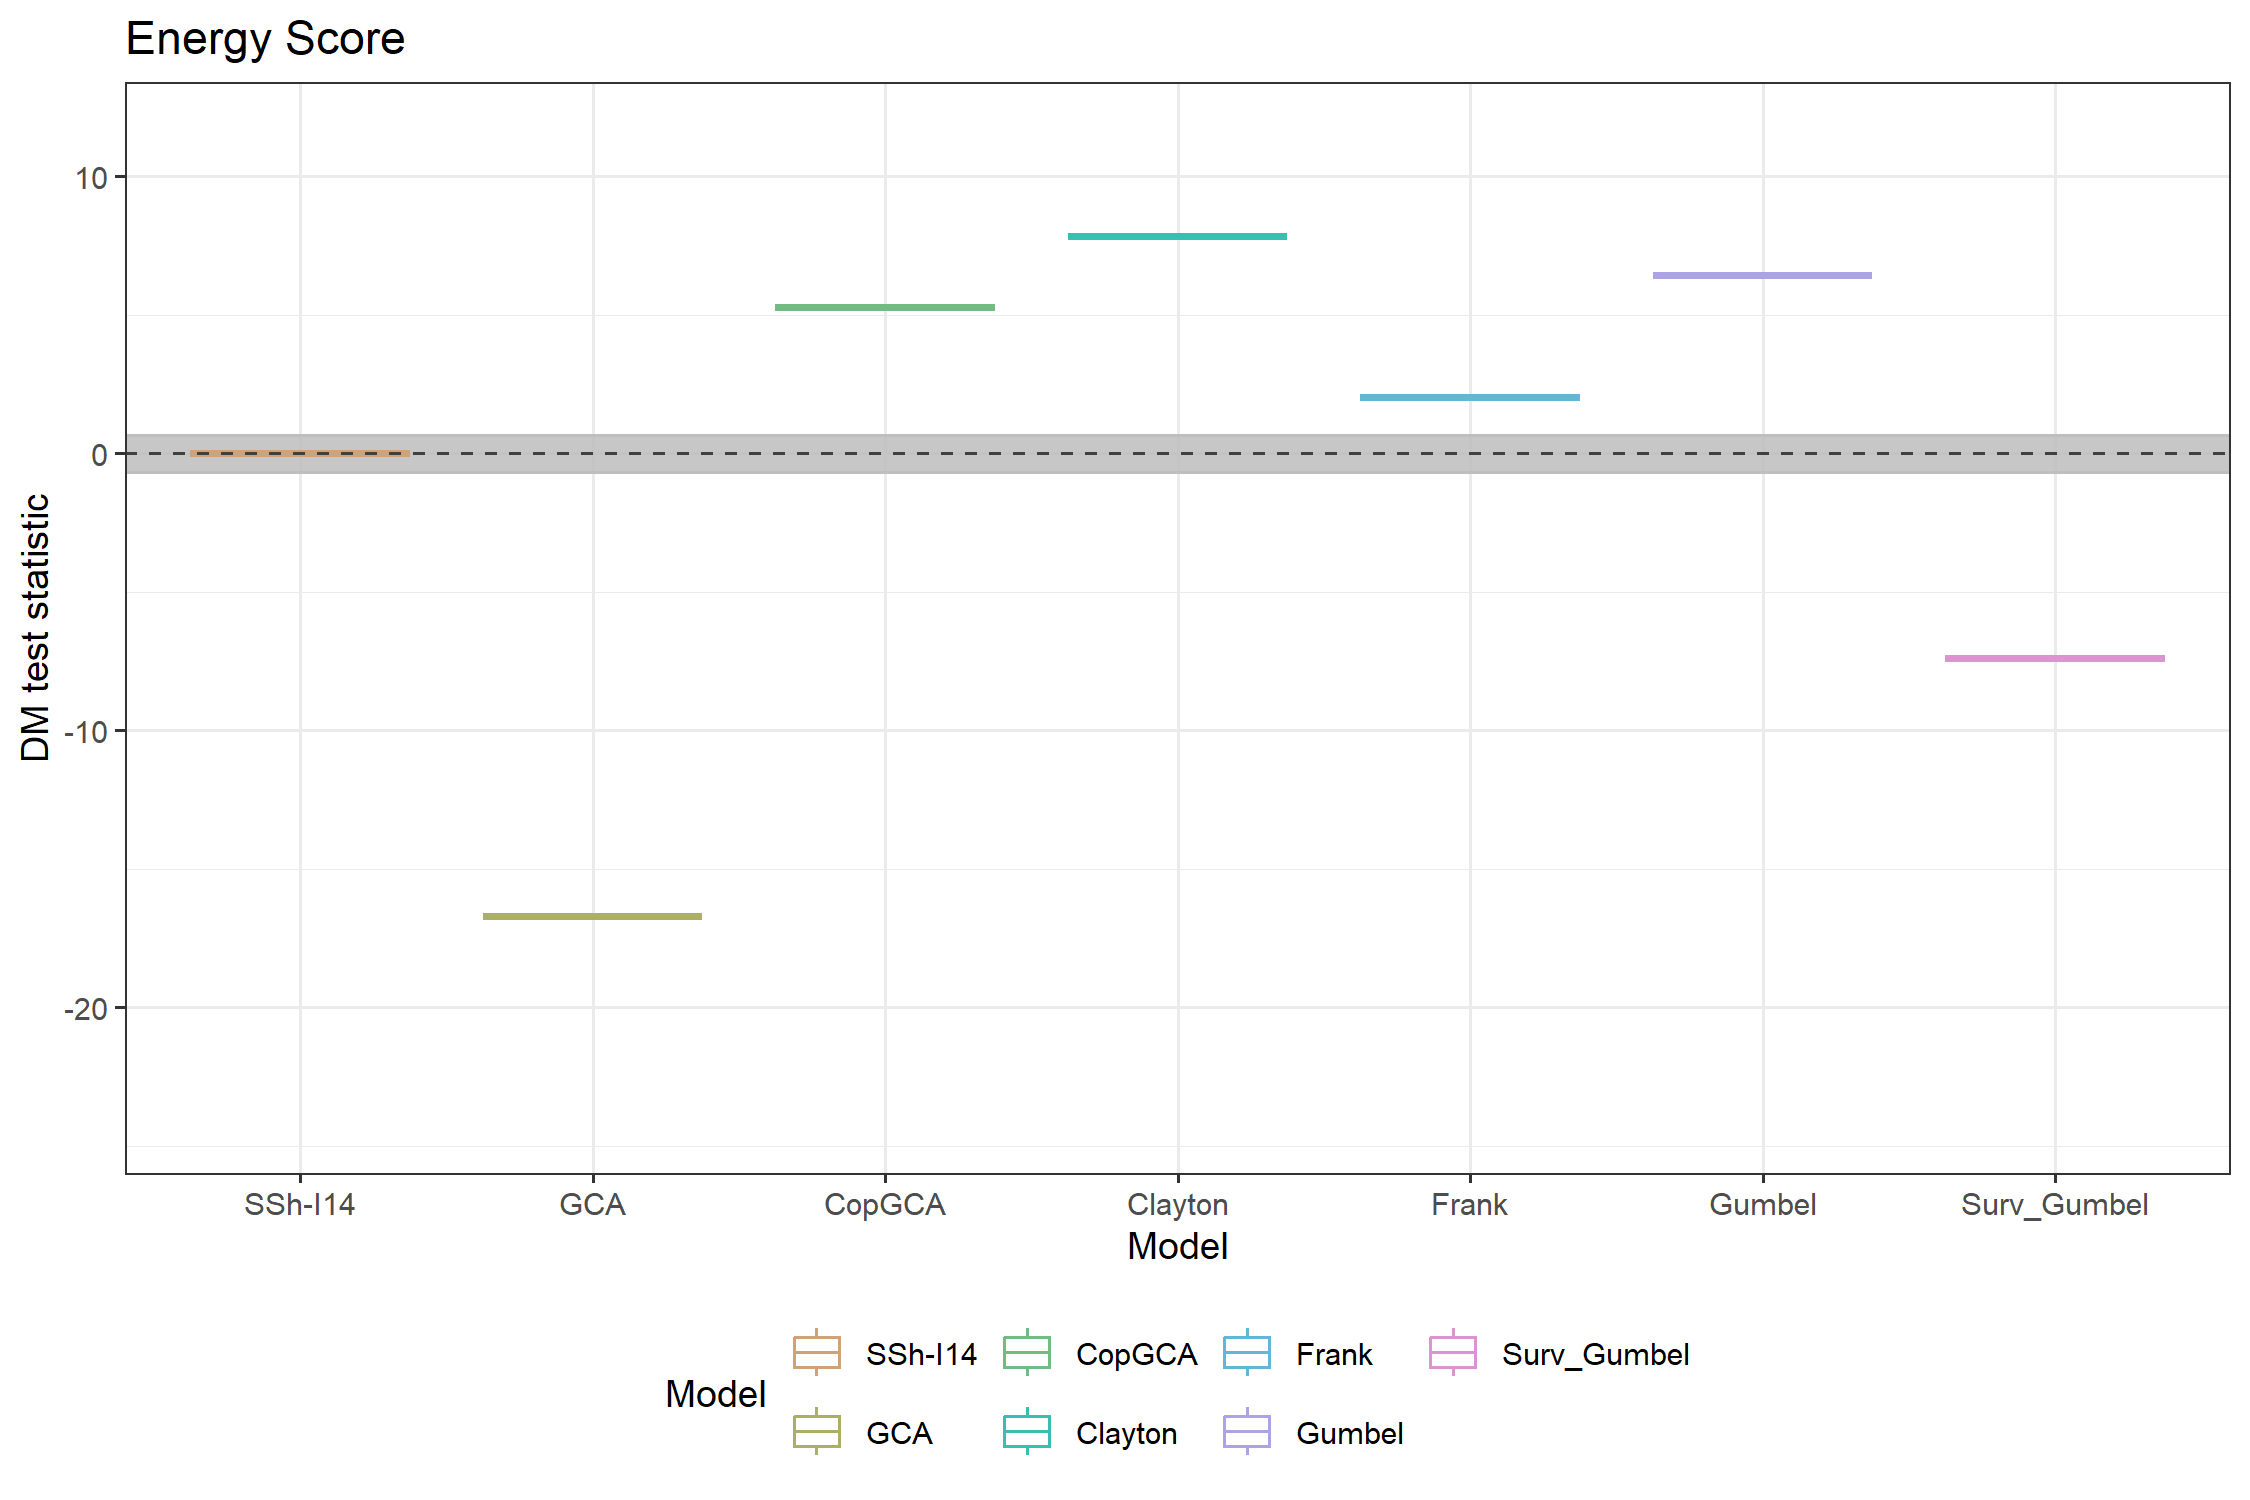 Energy Score
DM test statistic
10
0
-10
-20
SSh-I14 GCA CopGCA Clayton Frank Gumbel Surv_Gumbel
Model
Model
SSh-I14 CopGCA Frank Surv_Gumbel
GCA Clayton Gumbel